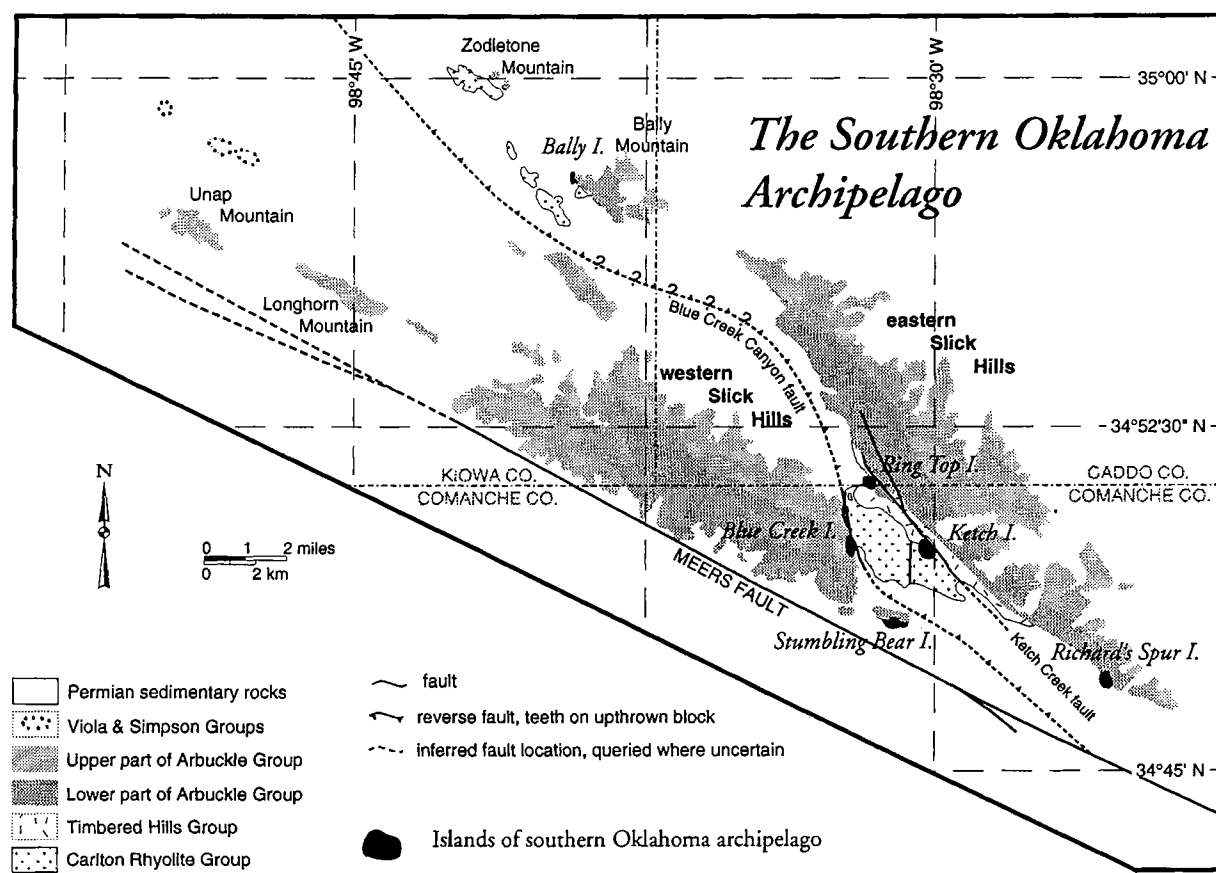 Zodletone
Mountain
98°45' W
98°30' W
35°00' N
The Southern Oklahoma
Archipelago
Bally I.
Bally
Mountain
Unap
Mountain
Longhorn
Mountain
? ? ? ? ?
Blue Creek Canyon fault
eastern
Slick
Hills
western
Slick
Hills
34°52'30" N
Ring Top I.
KIOWA CO.
COMANCHE CO.
CADDO CO.
COMANCHE CO.
N
Blue Creek I.
Ketch I.
0 1 2 miles
0 2 km
MEERS FAULT
Stumbling Bear I.
Ketch Creek fault
Richard's Spur I.
34°45' N
Permian sedimentary rocks
Viola & Simpson Groups
Upper part of Arbuckle Group
Lower part of Arbuckle Group
Timbered Hills Group
Carlton Rhyolite Group
fault
reverse fault, teeth on upthrown block
inferred fault location, queried where uncertain
Islands of southern Oklahoma archipelago